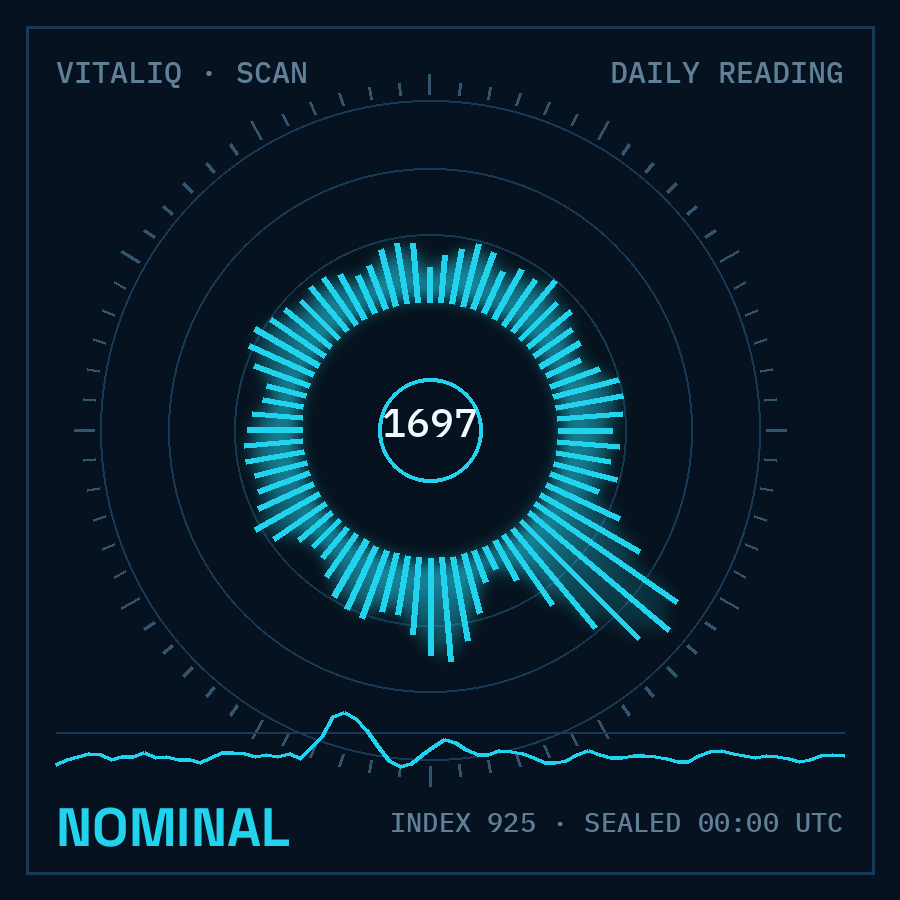 VITALIQ · SCAN
DAILY READING
1697
NOMINAL
INDEX 925 · SEALED 00:00 UTC